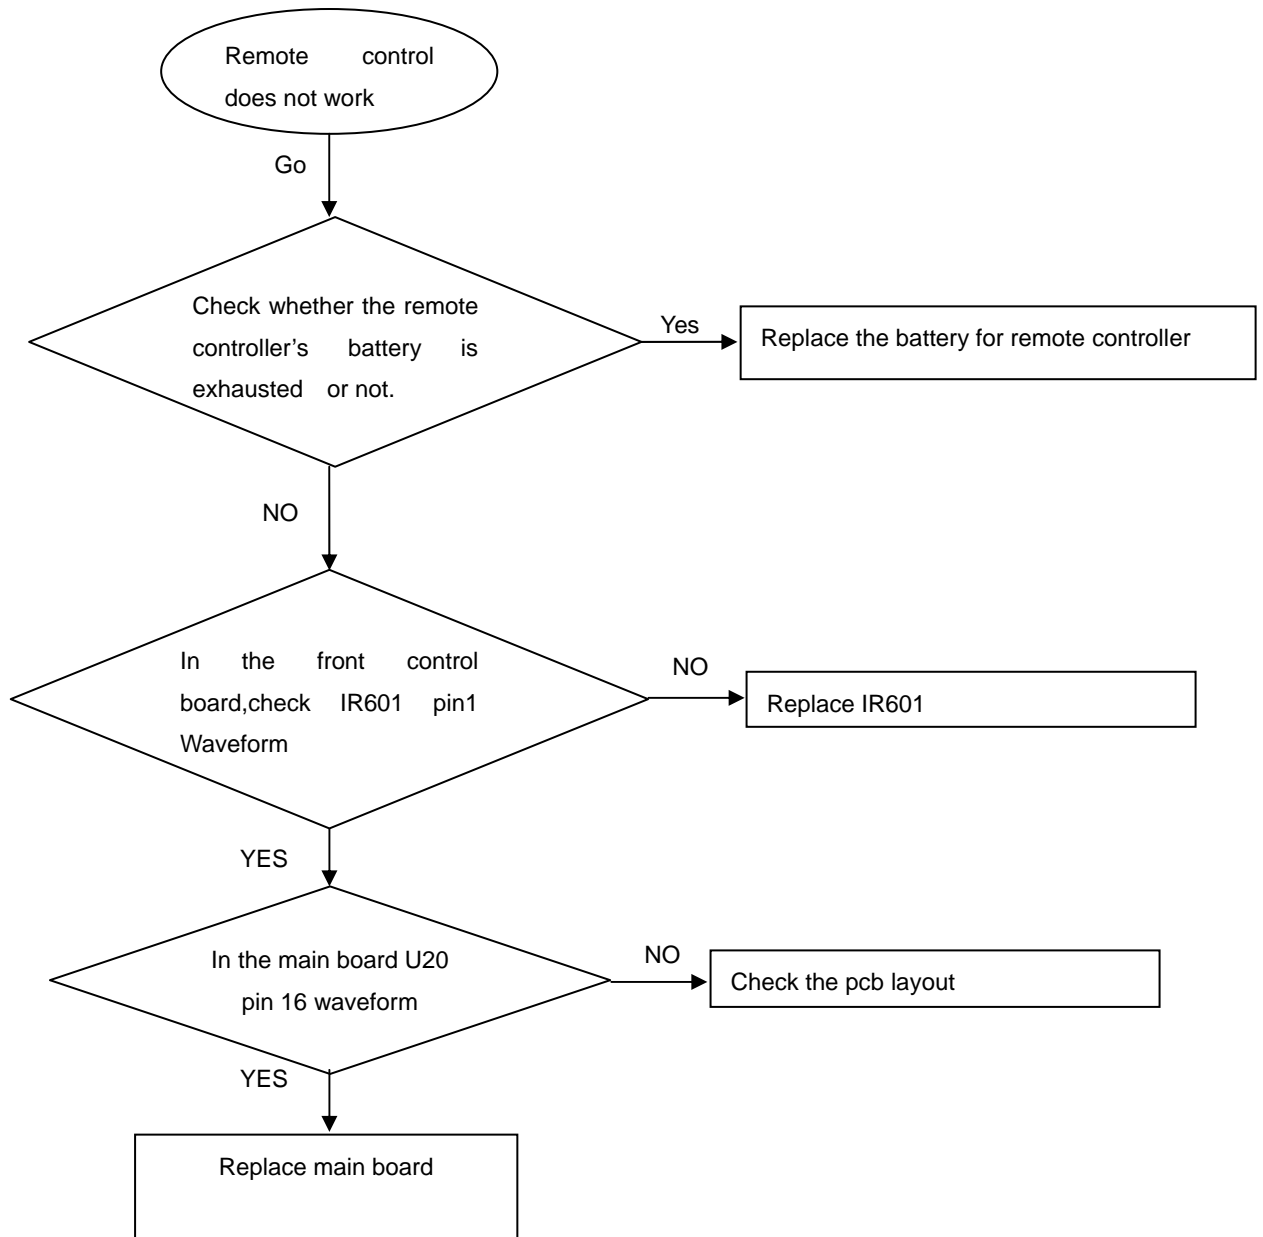 Remote control
does not work
Go
Check whether the remote
controller’s battery is
exhausted or not.
Yes
Replace the battery for remote controller
NO
In the front control
board,check IR601 pin1
Waveform
NO
Replace IR601
YES
In the main board U20
pin 16 waveform
NO
Check the pcb layout
YES
Replace main board